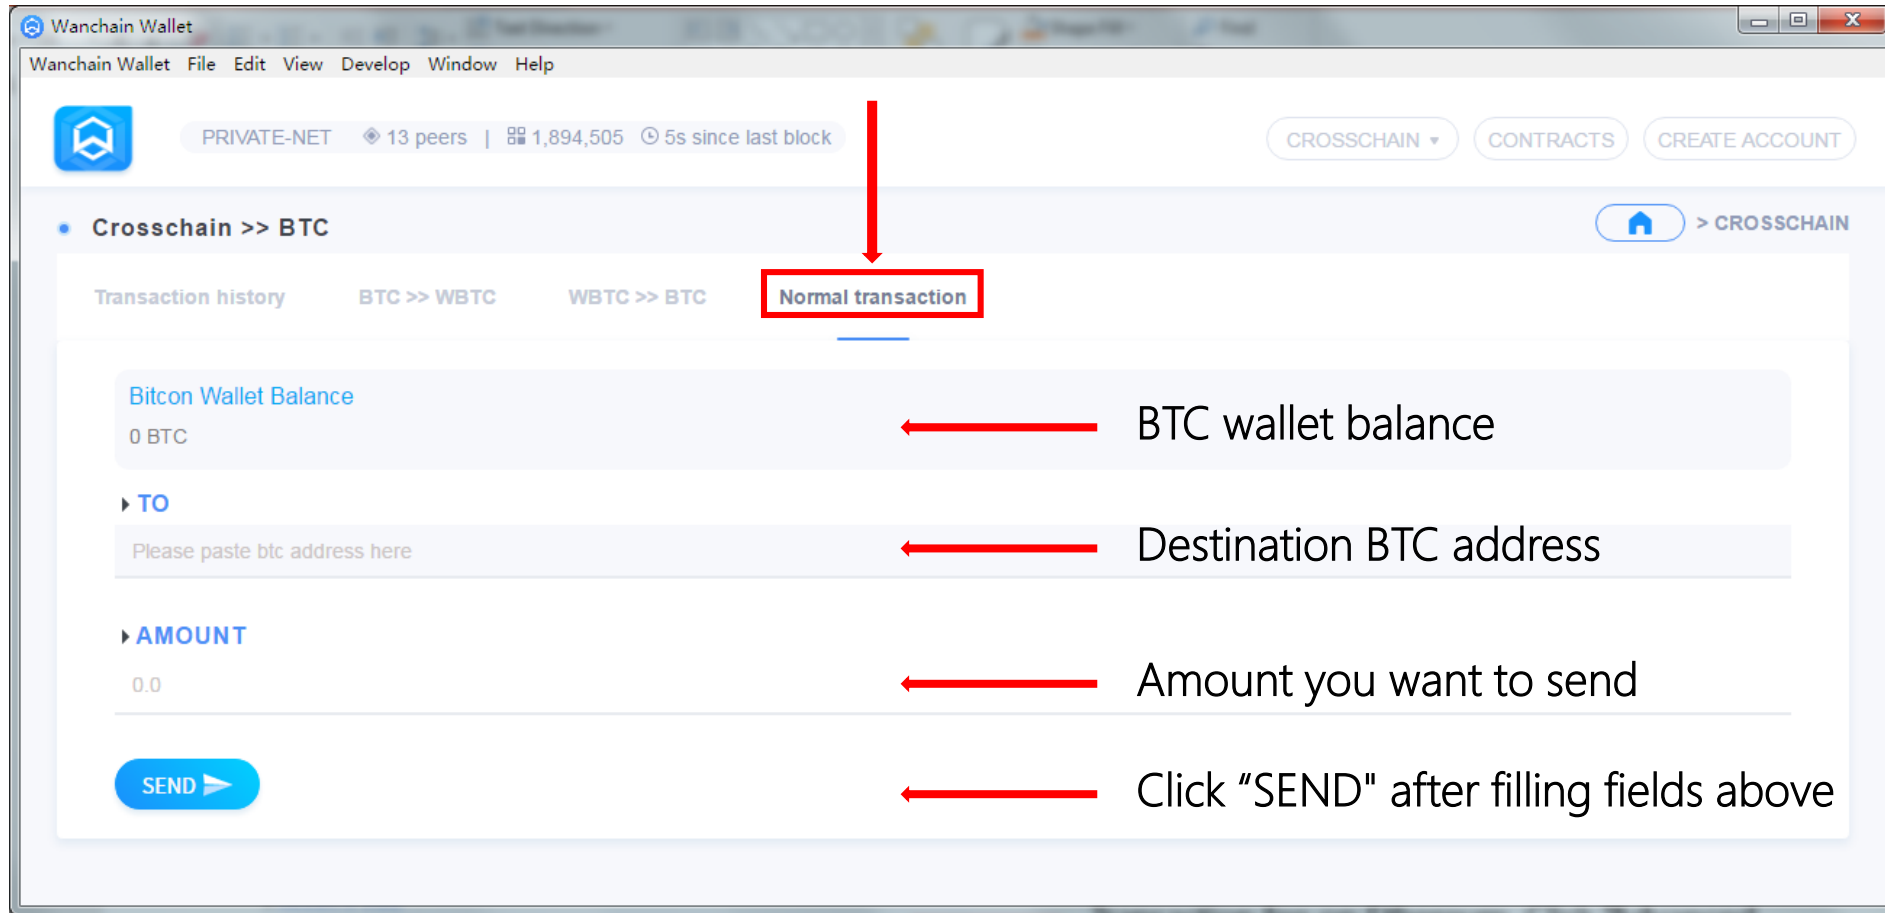 Wanchain Wallet
Wanchain Wallet File Edit View Develop Window Help
PRIVATE-NET 13 peers | 1,894,505 5s since last block
CROSSCHAIN ▾ CONTRACTS CREATE ACCOUNT
Crosschain >> BTC
> CROSSCHAIN
Transaction history BTC >> WBTC WBTC >> BTC Normal transaction
Bitcon Wallet Balance
0 BTC
BTC wallet balance
TO
Please paste btc address here
Destination BTC address
AMOUNT
0.0
Amount you want to send
SEND
Click “SEND" after filling fields above